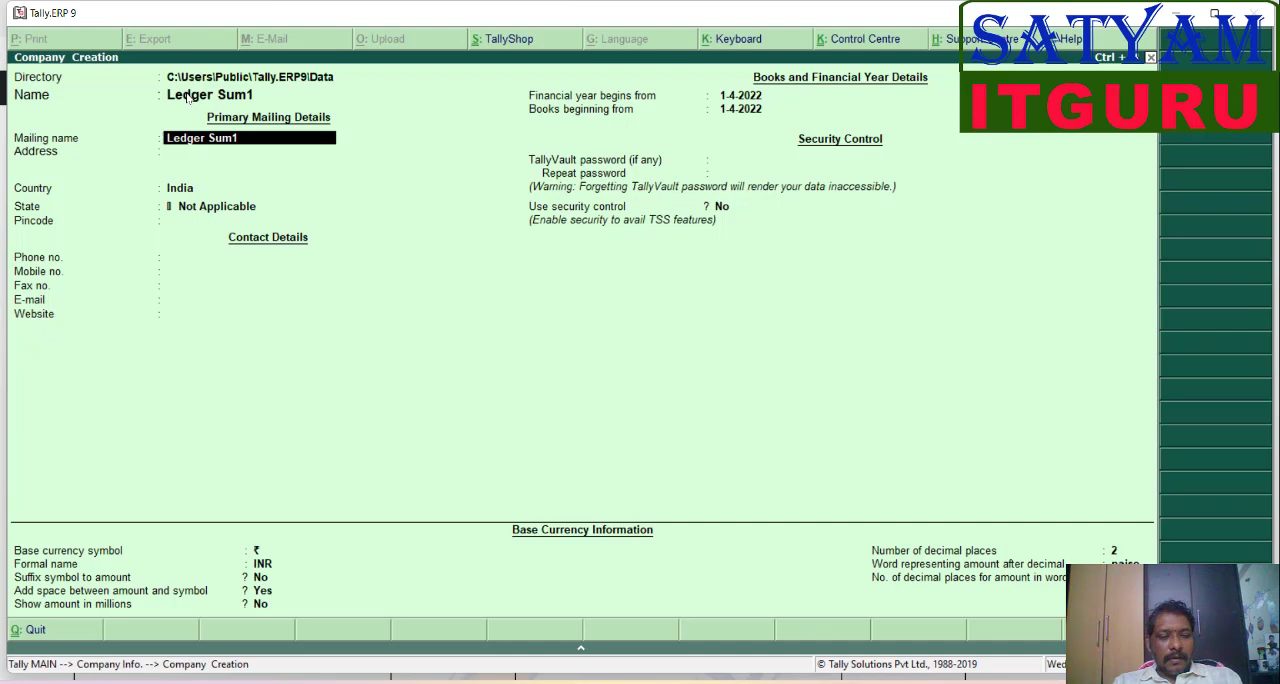 Tally.ERP 9
P: Print E: Export M: E-Mail O: Upload S: TallyShop G: Language K: Keyboard K: Control Centre H: Support Centre Help
SATYAM
ITGURU
Company Creation Ctrl +
Directory : C:\Users\Public\Tally.ERP9\Data
Name : Ledger Sum1
Primary Mailing Details
Mailing name : Ledger Sum1
Address :
Country : India
State : Not Applicable
Pincode :
Contact Details
Phone no. :
Mobile no. :
Fax no. :
E-mail :
Website :
Books and Financial Year Details
Financial year begins from : 1-4-2022
Books beginning from : 1-4-2022
Security Control
TallyVault password (if any) :
Repeat password :
(Warning: Forgetting TallyVault password will render your data inaccessible.)
Use security control ? No
(Enable security to avail TSS features)
Base Currency Information
Base currency symbol : ₹
Formal name : INR
Suffix symbol to amount ? No
Add space between amount and symbol ? Yes
Show amount in millions ? No
Number of decimal places : 2
Word representing amount after decimal : paise
No. of decimal places for amount in
Q: Quit
Tally MAIN --> Company Info. --> Company Creation © Tally Solutions Pvt Ltd., 1988-2019